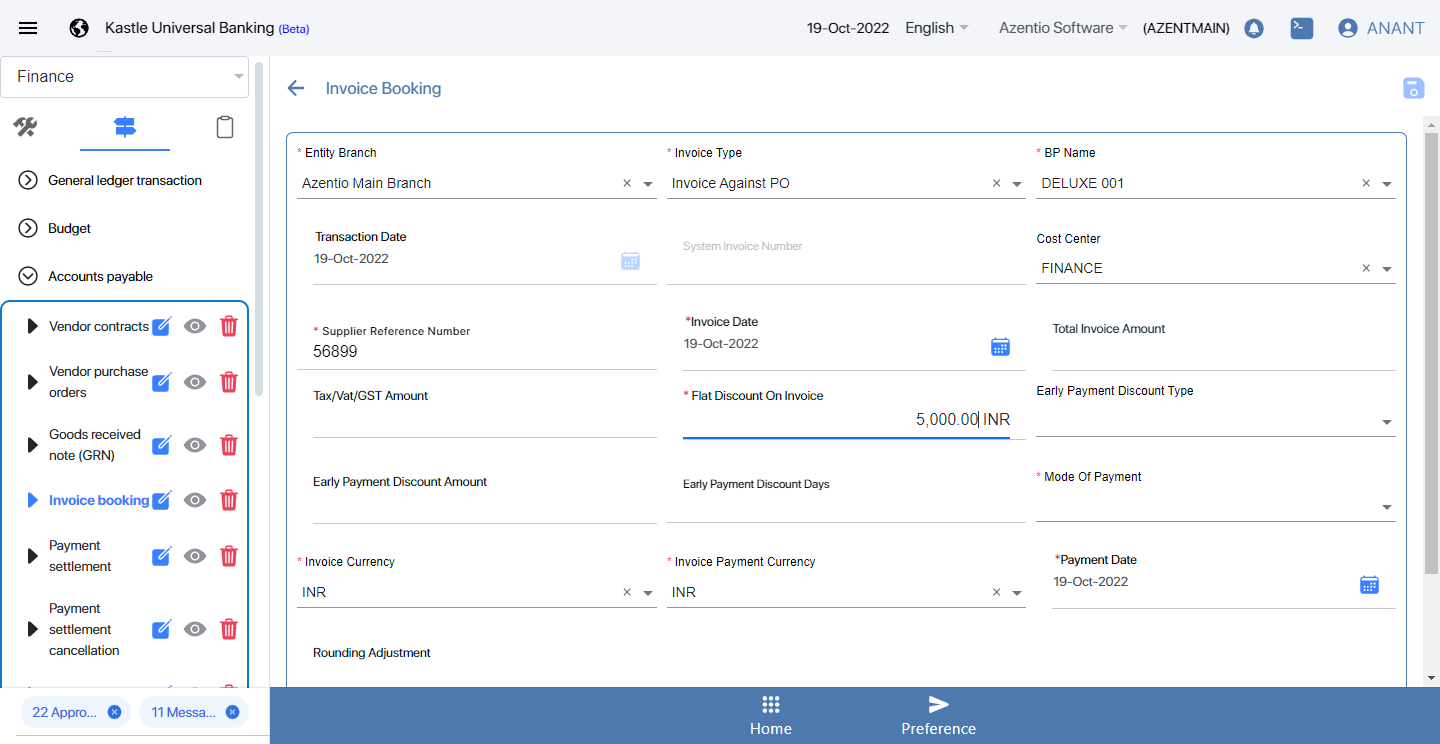 Kastle Universal Banking (Beta)
19-Oct-2022 English Azentio Software (AZENTMAIN) ANANT
Finance
General ledger transaction
Budget
Accounts payable
Vendor contracts
Vendor purchase
orders
Goods received
note (GRN)
Invoice booking
Payment
settlement
Payment
settlement
cancellation
22 Appro...
11 Messa...
Invoice Booking
* Entity Branch
Azentio Main Branch
* Invoice Type
Invoice Against PO
* BP Name
DELUXE 001
Transaction Date
19-Oct-2022
System Invoice Number
Cost Center
FINANCE
* Supplier Reference Number
56899
*Invoice Date
19-Oct-2022
Total Invoice Amount
Tax/Vat/GST Amount
* Flat Discount On Invoice
5,000.00 INR
Early Payment Discount Type
Early Payment Discount Amount
Early Payment Discount Days
* Mode Of Payment
* Invoice Currency
INR
* Invoice Payment Currency
INR
*Payment Date
19-Oct-2022
Rounding Adjustment
Home
Preference